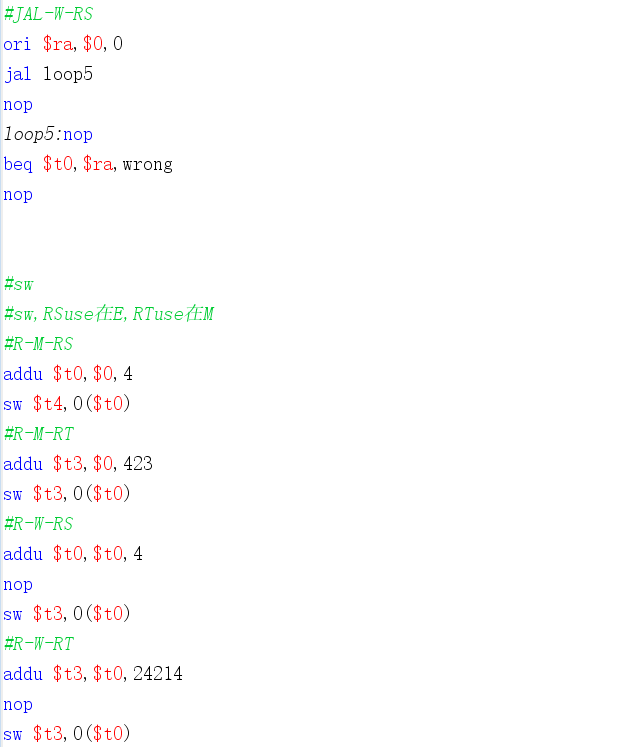 #JAL-W-RS
ori $ra,$0,0
jal loop5
nop
loop5:nop
beq $t0,$ra,wrong
nop
#sw
#sw,RSuse在E,RTuse在M
#R-M-RS
addu $t0,$0,4
sw $t4,0($t0)
#R-M-RT
addu $t3,$0,423
sw $t3,0($t0)
#R-W-RS
addu $t0,$t0,4
nop
sw $t3,0($t0)
#R-W-RT
addu $t3,$t0,24214
nop
sw $t3,0($t0)